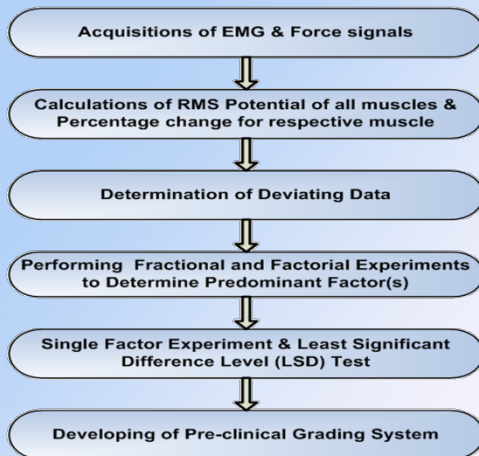 Acquisitions of EMG & Force signals
Calculations of RMS Potential of all muscles &
Percentage change for respective muscle
Determination of Deviating Data
Performing Fractional and Factorial Experiments
to Determine Predominant Factor(s)
Single Factor Experiment & Least Significant
Difference Level (LSD) Test
Developing of Pre-clinical Grading System